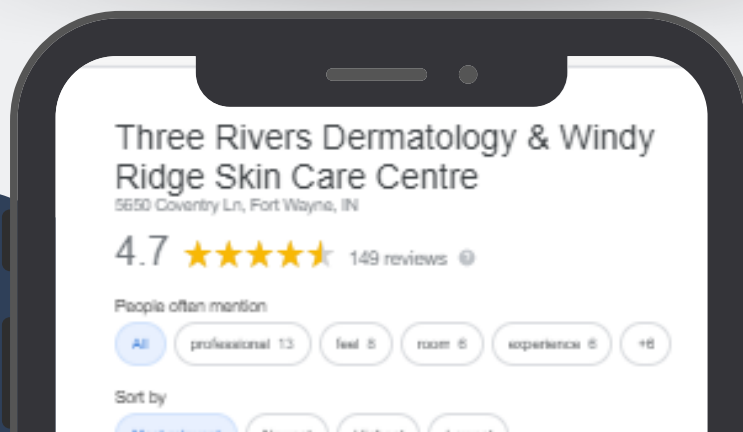 Three Rivers Dermatology & Windy
Ridge Skin Care Centre
5650 Coventry Ln, Fort Wayne, IN
4.7 149 reviews
People often mention
All professional 13 feel 8 room 6 experience 6 +6
Sort by